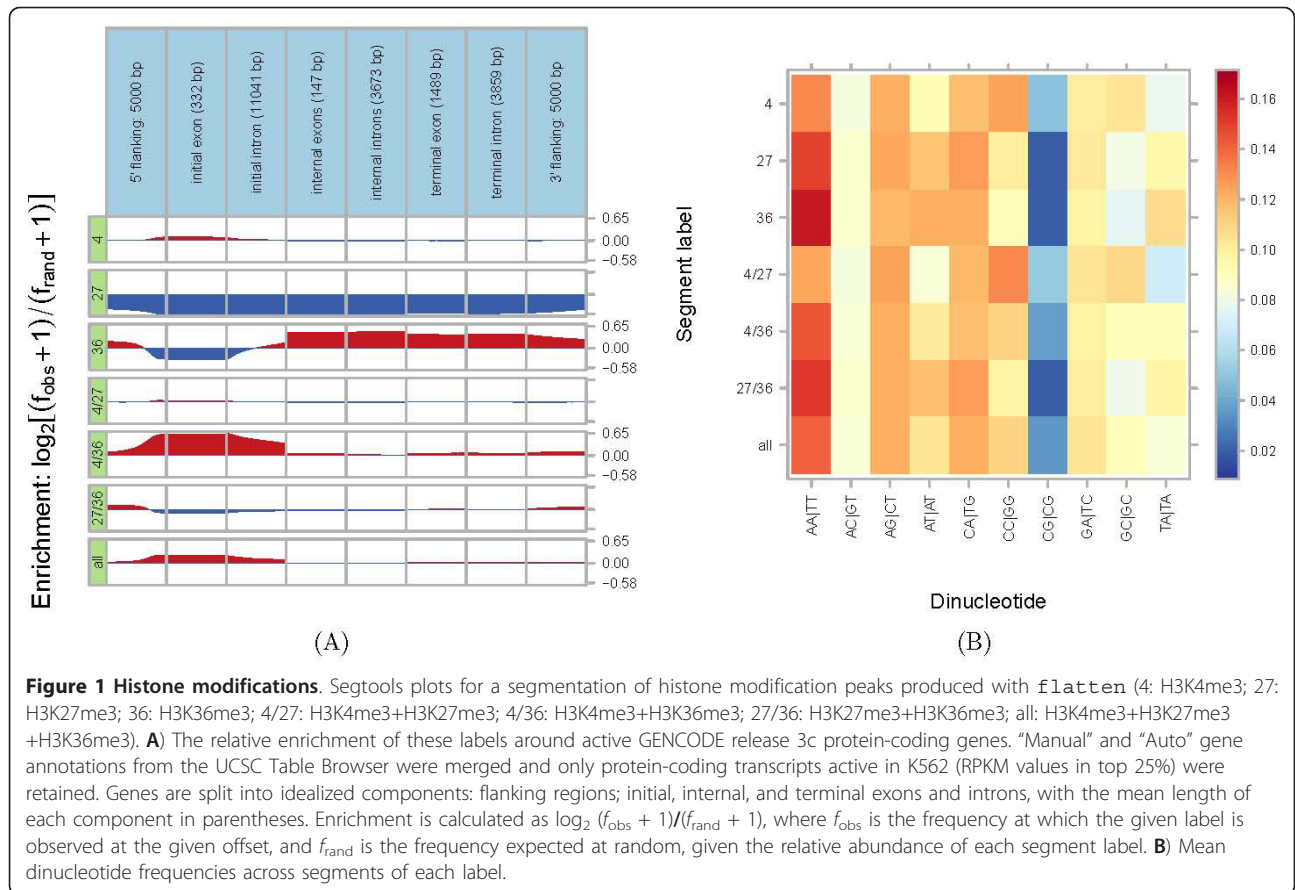 5' flanking: 5000 bp
initial exon (332 bp)
initial intron (11041 bp)
internal exons (147 bp)
internal introns (3673 bp)
terminal exon (1489 bp)
terminal intron (3859 bp)
3' flanking: 5000 bp
Enrichment: log₂[(f_obs + 1)/(f_rand + 1)]
4
0.65
0.00
−0.58
27
36
0.65
0.00
−0.58
4/27
4/36
0.65
0.00
−0.58
27/36
all
0.65
0.00
−0.58
(A)
Segment label
4
27
36
4/27
4/36
27/36
all
AA|TT
AC|GT
AG|CT
AT|AT
CA|TG
CC|GG
CG|CG
GA|TC
GC|GC
TA|TA
Dinucleotide
0.16
0.14
0.12
0.10
0.08
0.06
0.04
0.02
(B)
Figure 1 Histone modifications. Segtools plots for a segmentation of histone modification peaks produced with flatten (4: H3K4me3; 27:
H3K27me3; 36: H3K36me3; 4/27: H3K4me3+H3K27me3; 4/36: H3K4me3+H3K36me3; 27/36: H3K27me3+H3K36me3; all: H3K4me3+H3K27me3
+H3K36me3). A) The relative enrichment of these labels around active GENCODE release 3c protein-coding genes. “Manual” and “Auto” gene
annotations from the UCSC Table Browser were merged and only protein-coding transcripts active in K562 (RPKM values in top 25%) were
retained. Genes are split into idealized components: flanking regions; initial, internal, and terminal exons and introns, with the mean length of
each component in parentheses. Enrichment is calculated as log₂ (f_obs + 1)/(f_rand + 1), where f_obs is the frequency at which the given label is
observed at the given offset, and f_rand is the frequency expected at random, given the relative abundance of each segment label. B) Mean
dinucleotide frequencies across segments of each label.